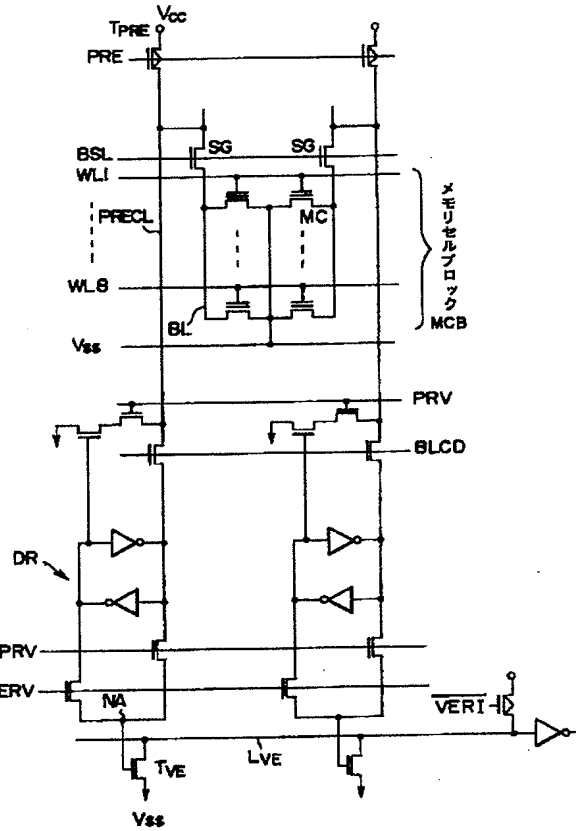 Vcc
TPRE
PRE
SG
SG
BSL
WL1
PRECL
MC
メモリセルブロック
MCB
WL8
BL
Vss
PRV
BLCD
DR
PRV
ERV
NA
VERI
LVE
TVE
Vss